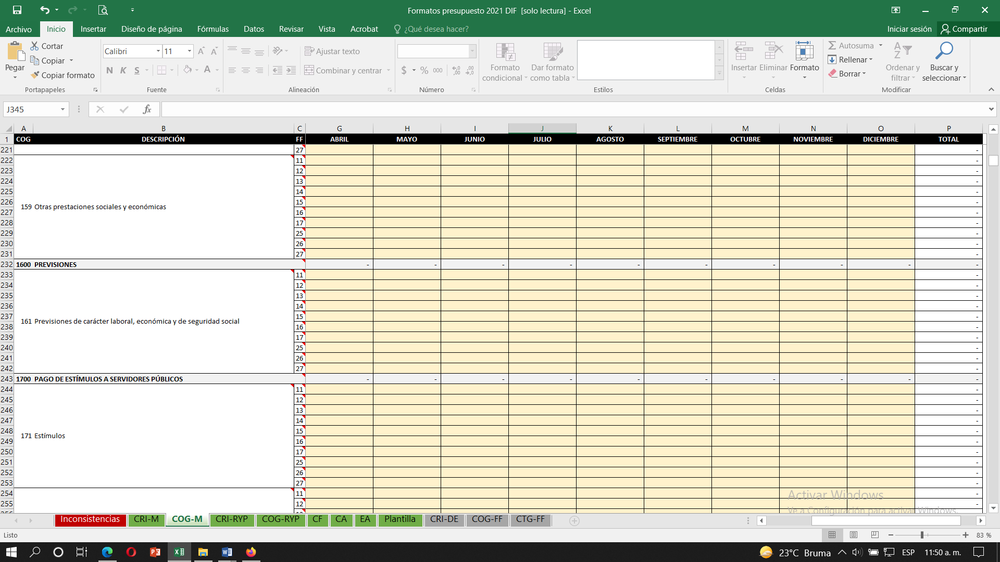 Formatos presupuesto 2021 DIF  [solo lectura] - Excel
Archivo Inicio Insertar Diseño de página Fórmulas Datos Revisar Vista Acrobat ¿Qué desea hacer? Iniciar sesión Compartir
Pegar Cortar Copiar Copiar formato Portapapeles
Calibri 11 N K S A Fuente
Ajustar texto Combinar y centrar Alineación
$ % 000 Número
Formato condicional Dar formato como tabla Estilos
Insertar Eliminar Formato Celdas
Autosuma Rellenar Borrar Ordenar y filtrar Buscar y seleccionar Modificar
J345 fx
A B C G H I J K L M N O P
1 COG DESCRIPCIÓN FF ABRIL MAYO JUNIO JULIO AGOSTO SEPTIEMBRE OCTUBRE NOVIEMBRE DICIEMBRE TOTAL
221 27 -
222 11 -
223 12 -
224 13 -
225 14 -
226 15 -
159 Otras prestaciones sociales y económicas
227 16 -
228 17 -
229 25 -
230 26 -
231 27 -
232 1600 PREVISIONES - - - - - - - - - -
233 11 -
234 12 -
235 13 -
236 14 -
237 15 -
161 Previsiones de carácter laboral, económica y de seguridad social
238 16 -
239 17 -
240 25 -
241 26 -
242 27 -
243 1700 PAGO DE ESTÍMULOS A SERVIDORES PÚBLICOS - - - - - - - - - -
244 11 -
245 12 -
246 13 -
247 14 -
248 15 -
171 Estímulos
249 16 -
250 17 -
251 25 -
252 26 -
253 27 -
254 11 -
255 12 -
Activar Windows
Ve a Configuración para activar Windows.
Inconsistencias CRI-M COG-M CRI-RYP COG-RYP CF CA EA Plantilla CRI-DE COG-FF CTG-FF
Listo 83 %
23°C Bruma ESP 11:50 a. m.